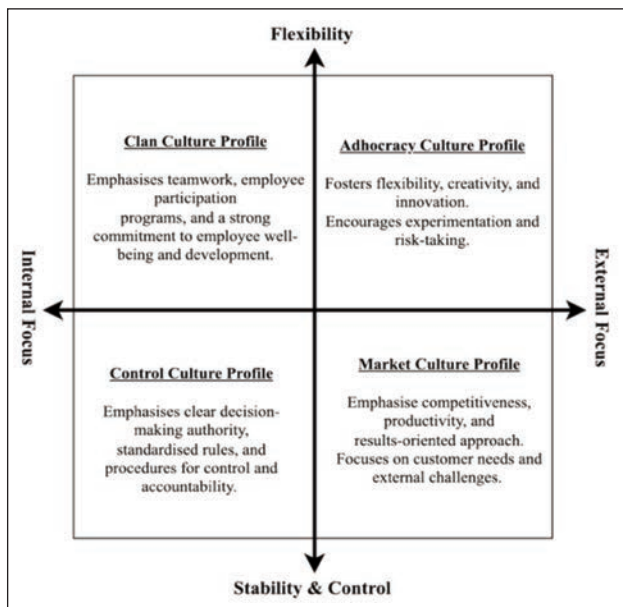 Flexibility
Clan Culture Profile
Emphasises teamwork, employee
participation
programs, and a strong
commitment to employee well-
being and development.
Adhocracy Culture Profile
Fosters flexibility, creativity, and
innovation.
Encourages experimentation and
risk-taking.
Internal Focus
External Focus
Control Culture Profile
Emphasises clear decision-
making authority,
standardised rules, and
procedures for control and
accountability.
Market Culture Profile
Emphasise competitiveness,
productivity, and
results-oriented approach.
Focuses on customer needs and
external challenges.
Stability & Control